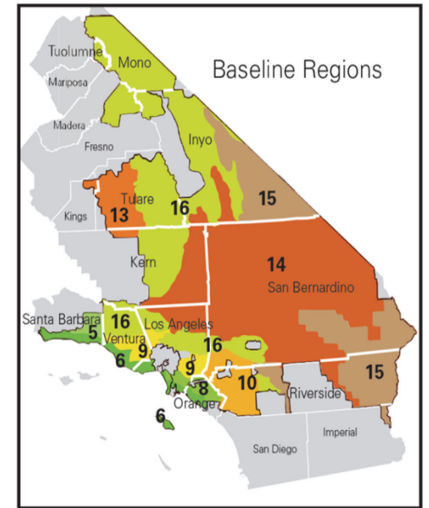 Tuolumne
Mono
Baseline Regions
Mariposa
Inyo
Madera
Fresno
Tulare
16
15
Kings
13
Kern
14
San Bernardino
Santa Barbara
5
16
Los Angeles
Ventura
9
16
6
9
15
8
10
Riverside
Orange
6
Imperial
San Diego